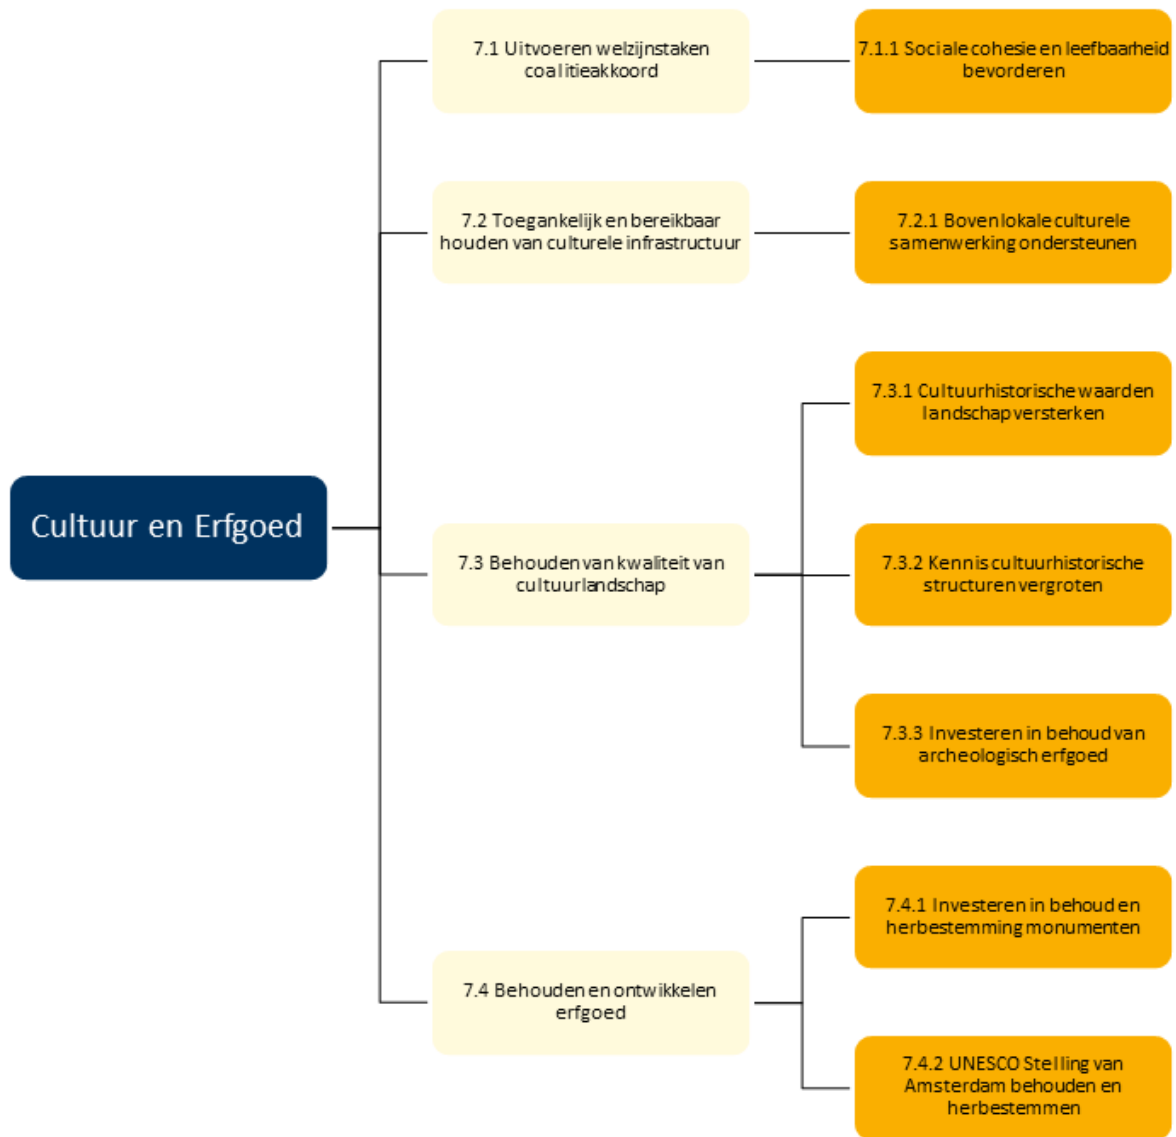 7.1 Uitvoeren welzijnstaken
coalitieakkoord
7.1.1 Sociale cohesie en leefbaarheid
bevorderen
7.2 Toegankelijk en bereikbaar
houden van culturele infrastructuur
7.2.1 Boven lokale culturele
samenwerking ondersteunen
7.3.1 Cultuurhistorische waarden
landschap versterken
Cultuur en Erfgoed
7.3 Behouden van kwaliteit van
cultuurlandschap
7.3.2 Kennis cultuurhistorische
structuren vergroten
7.3.3 Investeren in behoud van
archeologisch erfgoed
7.4.1 Investeren in behoud en
herbestemming monumenten
7.4 Behouden en ontwikkelen
erfgoed
7.4.2 UNESCO Stelling van
Amsterdam behouden en
herbestemmen